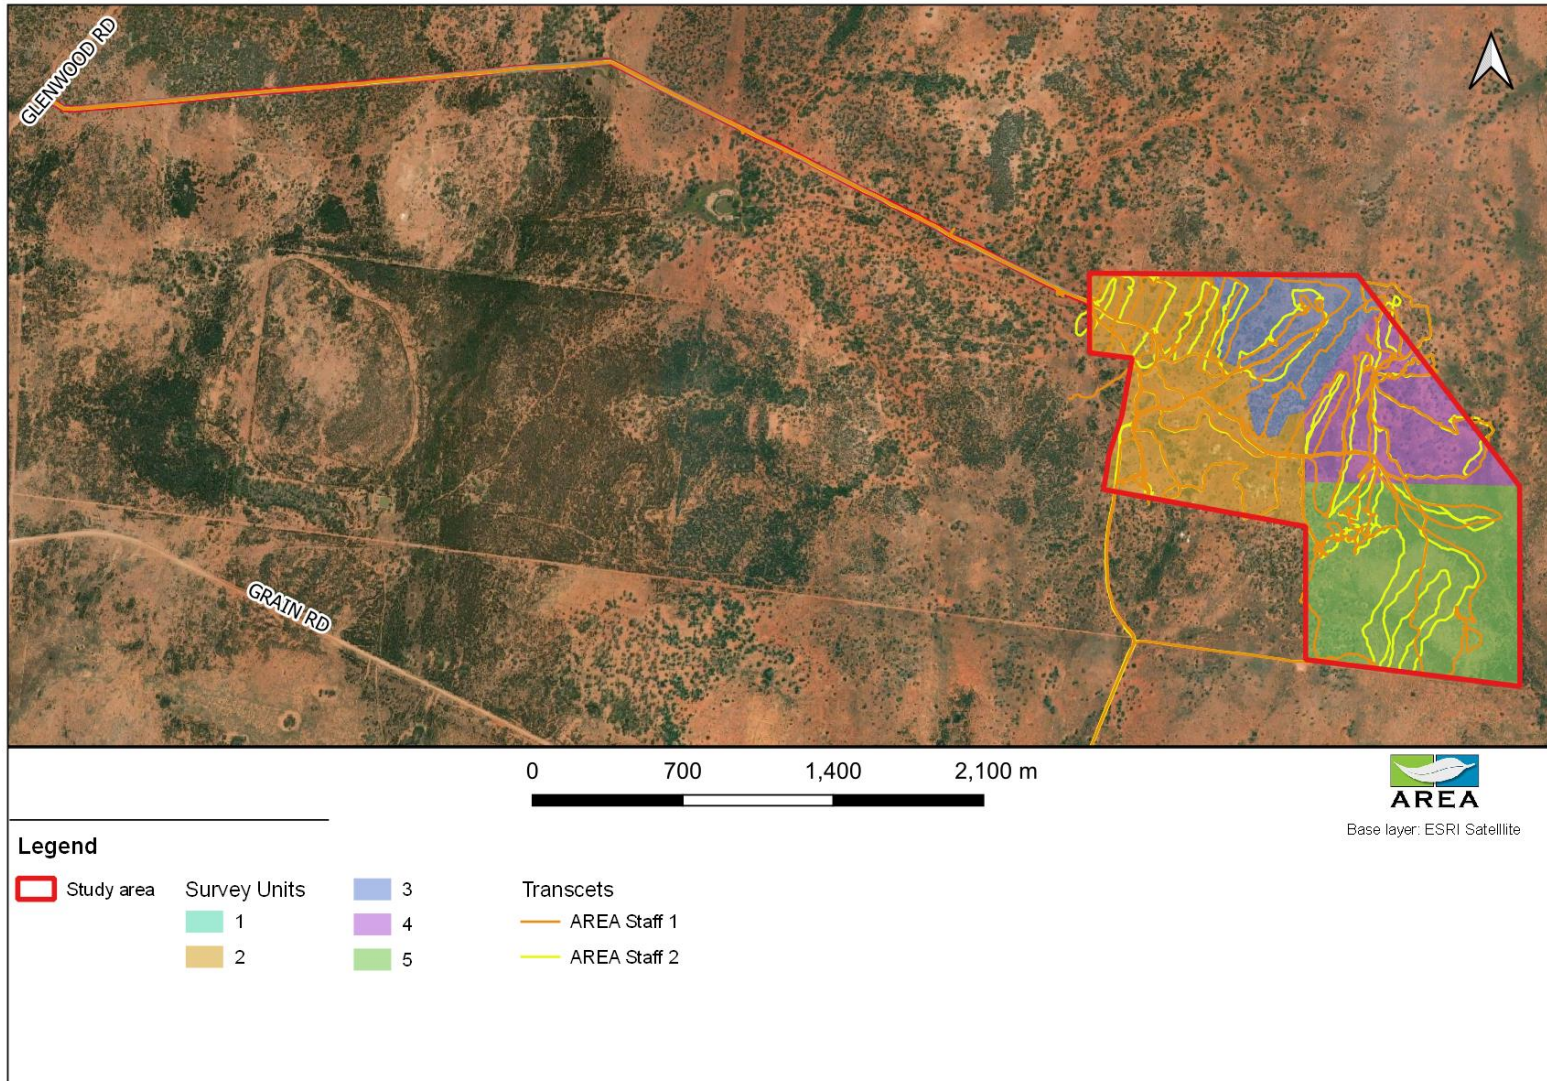 GLENWOOD RD
GRAIN RD
0 700 1,400 2,100 m
AREA
Base layer: ESRI Satelllite
Legend
Study area
Survey Units
1
2
3
4
5
Transcets
AREA Staff 1
AREA Staff 2